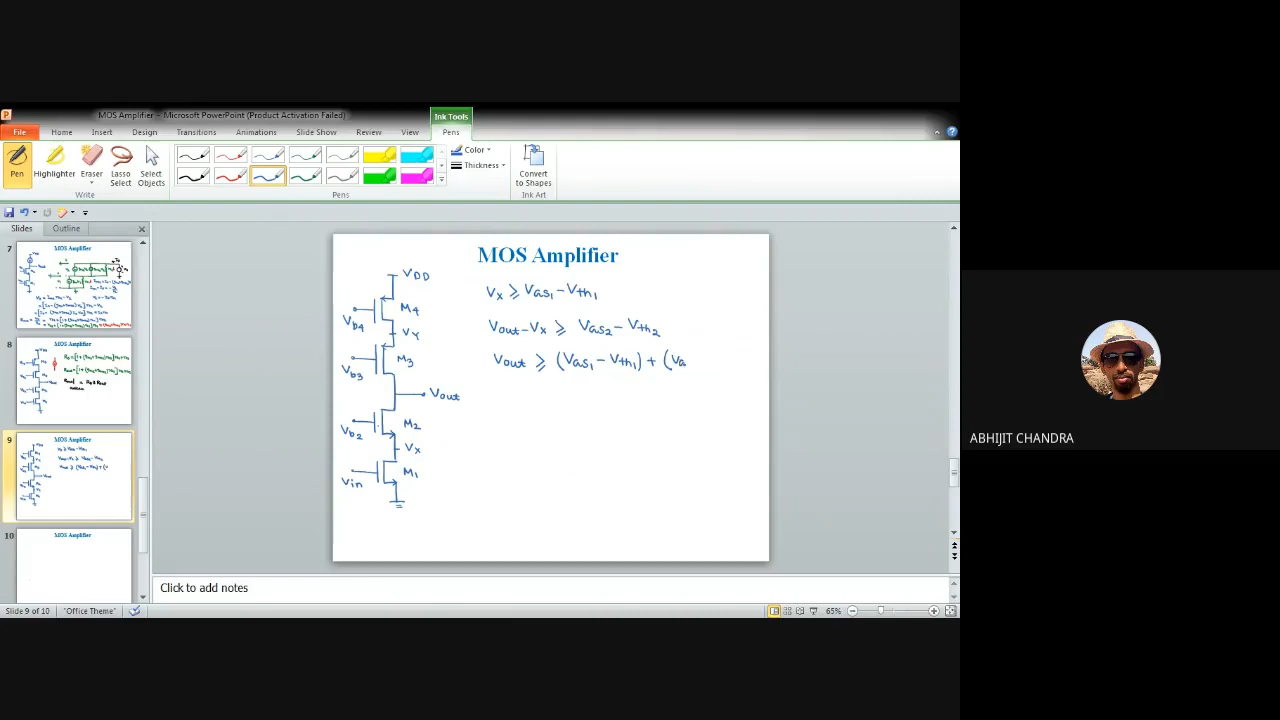 MOS Amplifier - Microsoft PowerPoint (Product Activation Failed)
Ink Tools
File Home Insert Design Transitions Animations Slide Show Review View Pens
Pen Highlighter Eraser Lasso Select Select Objects
Color
Thickness
Convert to Shapes
Write Pens Ink Art
Slides Outline
7
MOS Amplifier
8
MOS Amplifier
9
MOS Amplifier
10
MOS Amplifier
MOS Amplifier
VDD
M4
Vb4
VY
M3
Vb3
Vout
M2
Vb2
VX
M1
Vin
Vx ≥ VGS1 - Vth1
Vout - Vx ≥ VGS2 - Vth2
Vout ≥ (VGS1 - Vth1) + (VG
Click to add notes
Slide 9 of 10 "Office Theme" 65%
ABHIJIT CHANDRA